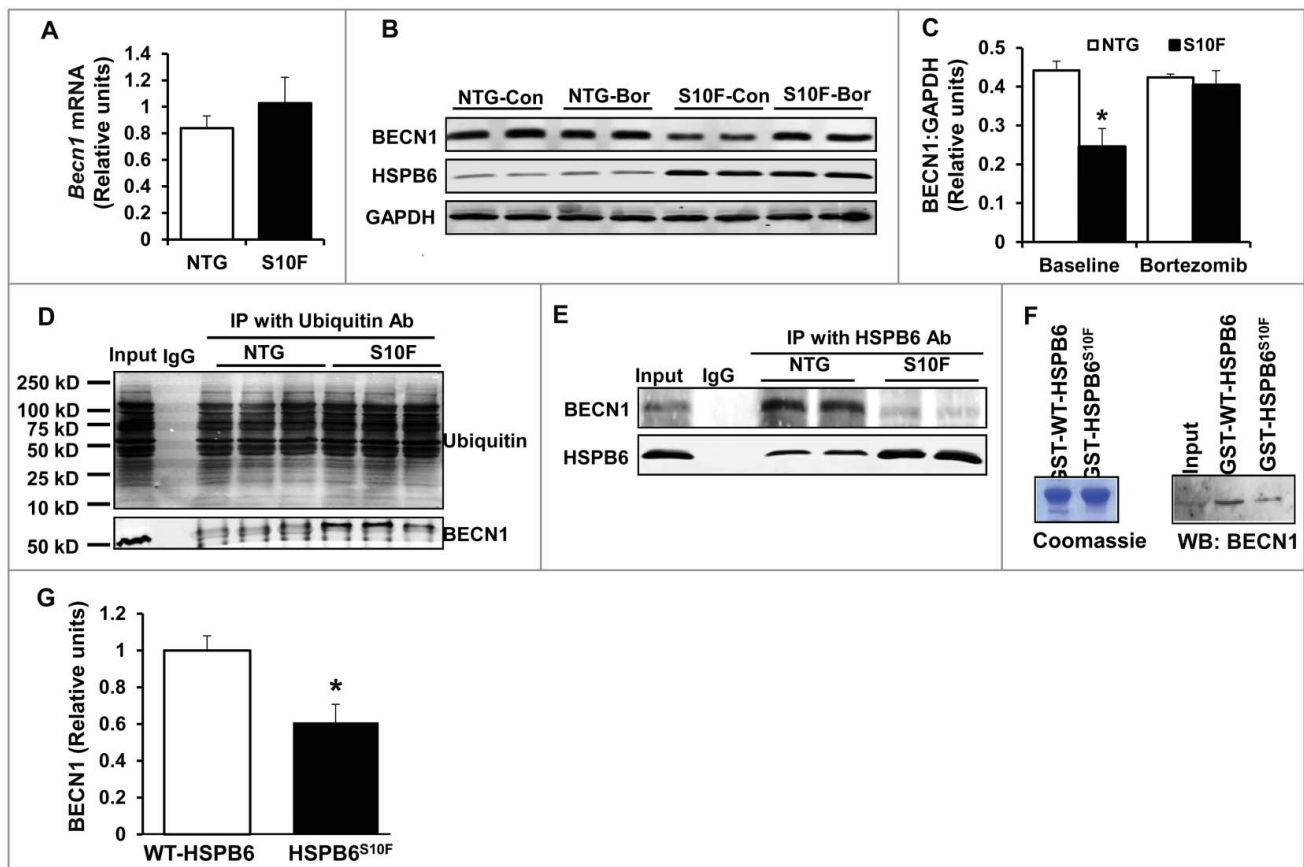 A
Becn1 mRNA
(Relative units)
1.4
1.2
1
0.8
0.6
0.4
0.2
0
NTG S10F
B
NTG-Con NTG-Bor S10F-Con S10F-Bor
BECN1
HSPB6
GAPDH
C
BECN1:GAPDH
(Relative units)
NTG S10F
0.5
0.4
0.3
0.2
0.1
0
*
Baseline Bortezomib
D
IP with Ubiquitin Ab
Input IgG NTG S10F
250 kD
100 kD
75 kD
50 kD
25 kD
10 kD
Ubiquitin
50 kD
BECN1
E
IP with HSPB6 Ab
Input IgG NTG S10F
BECN1
HSPB6
F
GST-WT-HSPB6
GST-HSPB6S10F
Coomassie
Input
GST-WT-HSPB6
GST-HSPB6S10F
WB: BECN1
G
BECN1 (Relative units)
1.2
1
0.8
0.6
0.4
0.2
0
*
WT-HSPB6 HSPB6S10F